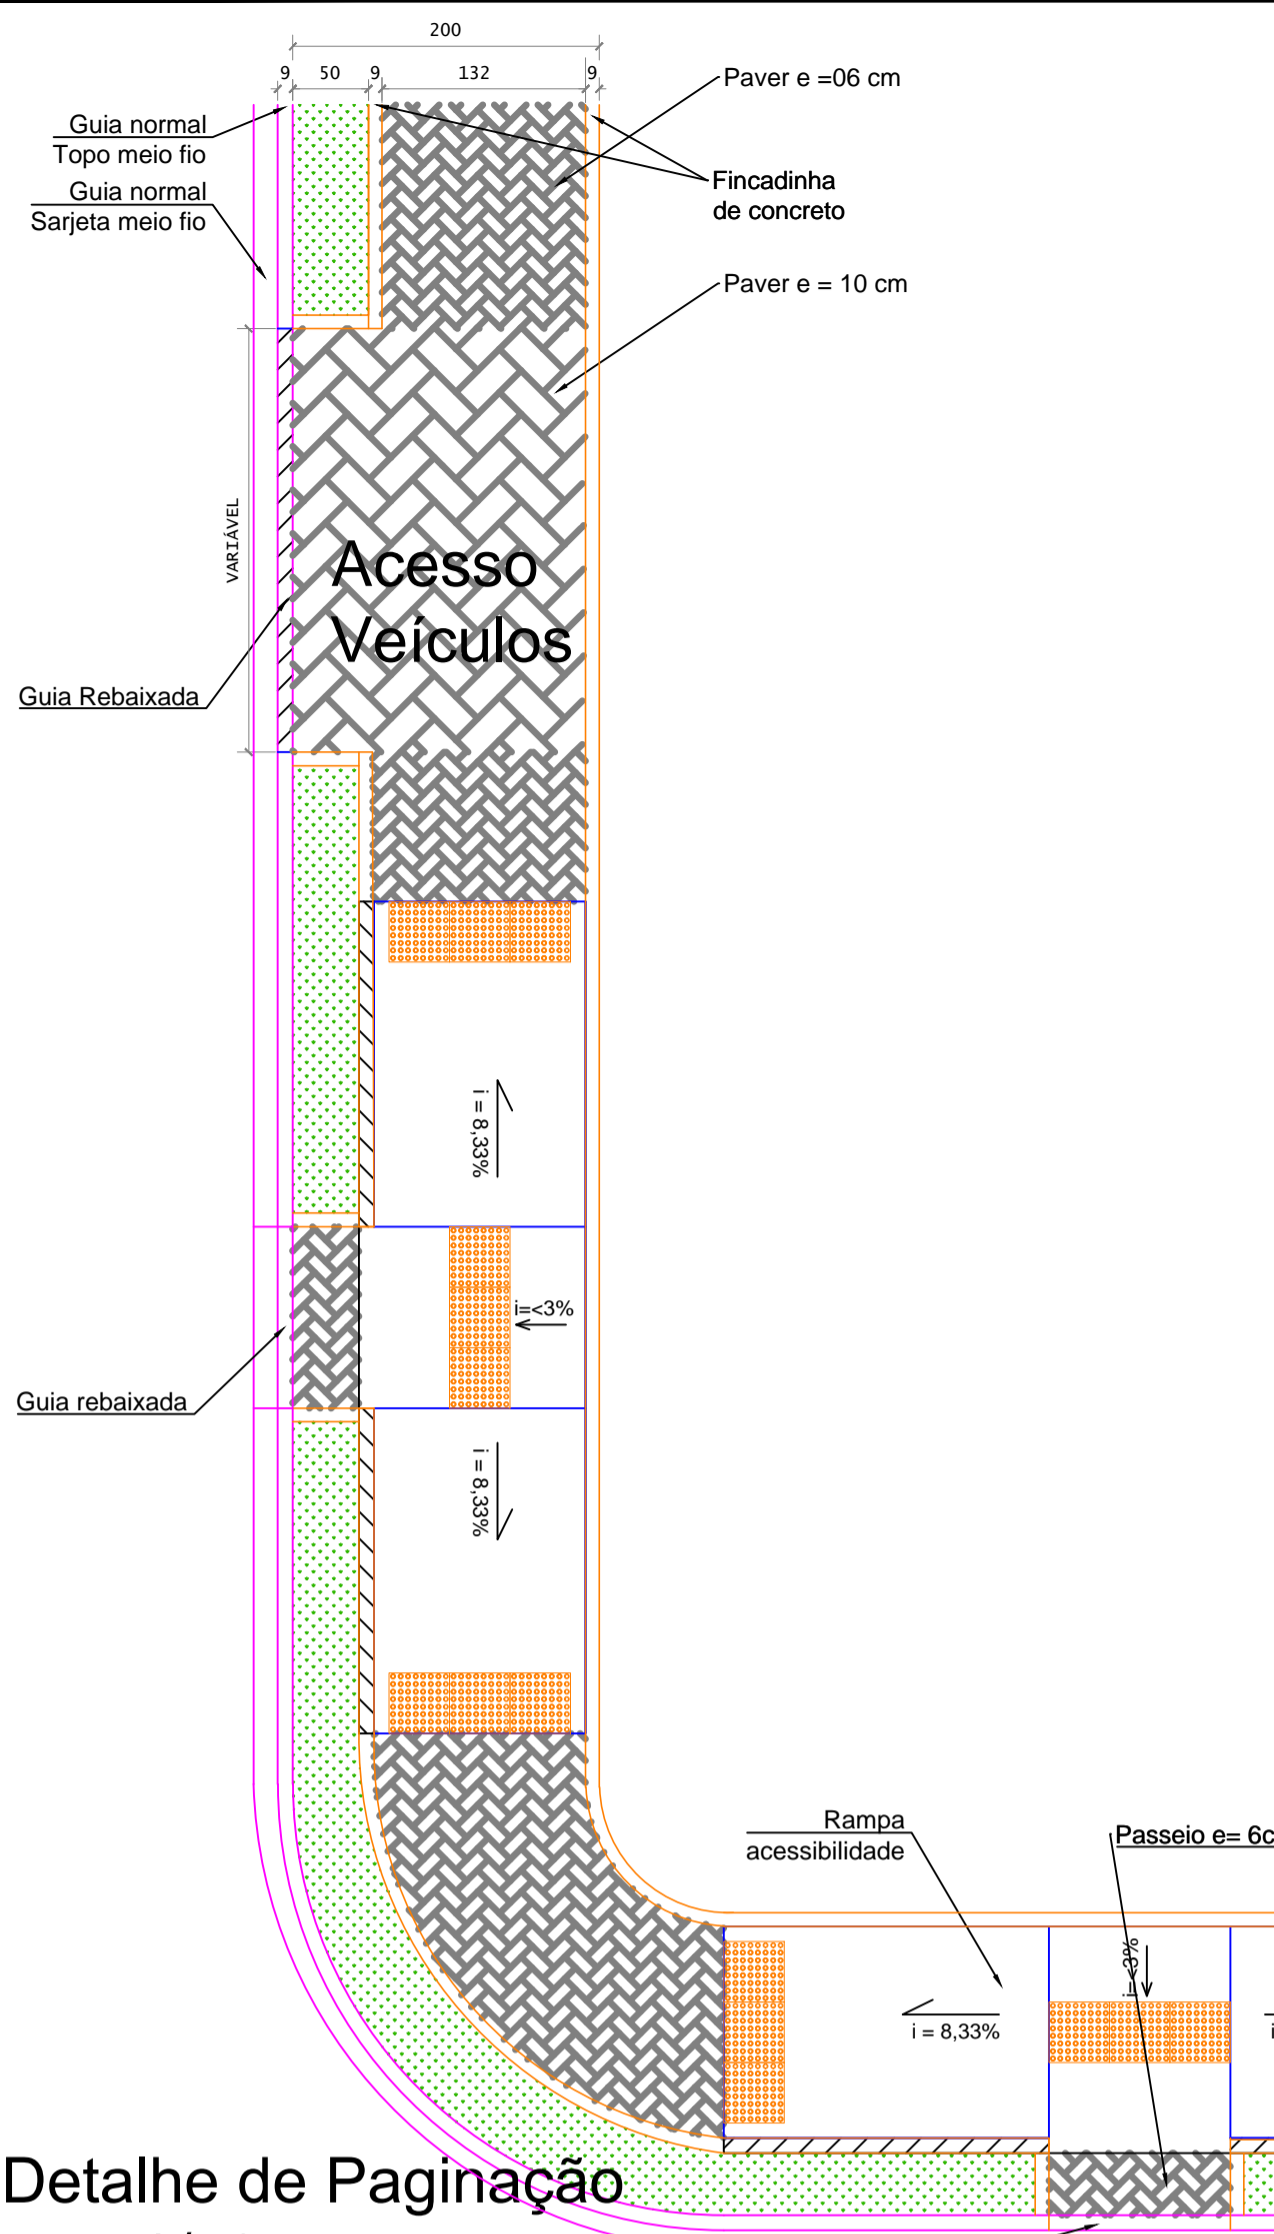 200
9 50 9 132 9
Paver e =06 cm
Guia normal
Topo meio fio
Fincadinha
de concreto
Guia normal
Sarjeta meio fio
Paver e = 10 cm
VARIÁVEL
Acesso
Veículos
Guia Rebaixada
i = 8,33%
i=<3%
Guia rebaixada
i = 8,33%
Rampa
acessibilidade
Passeio e= 6c
i=<3%
i = 8,33%
i
Detalhe de Paginação